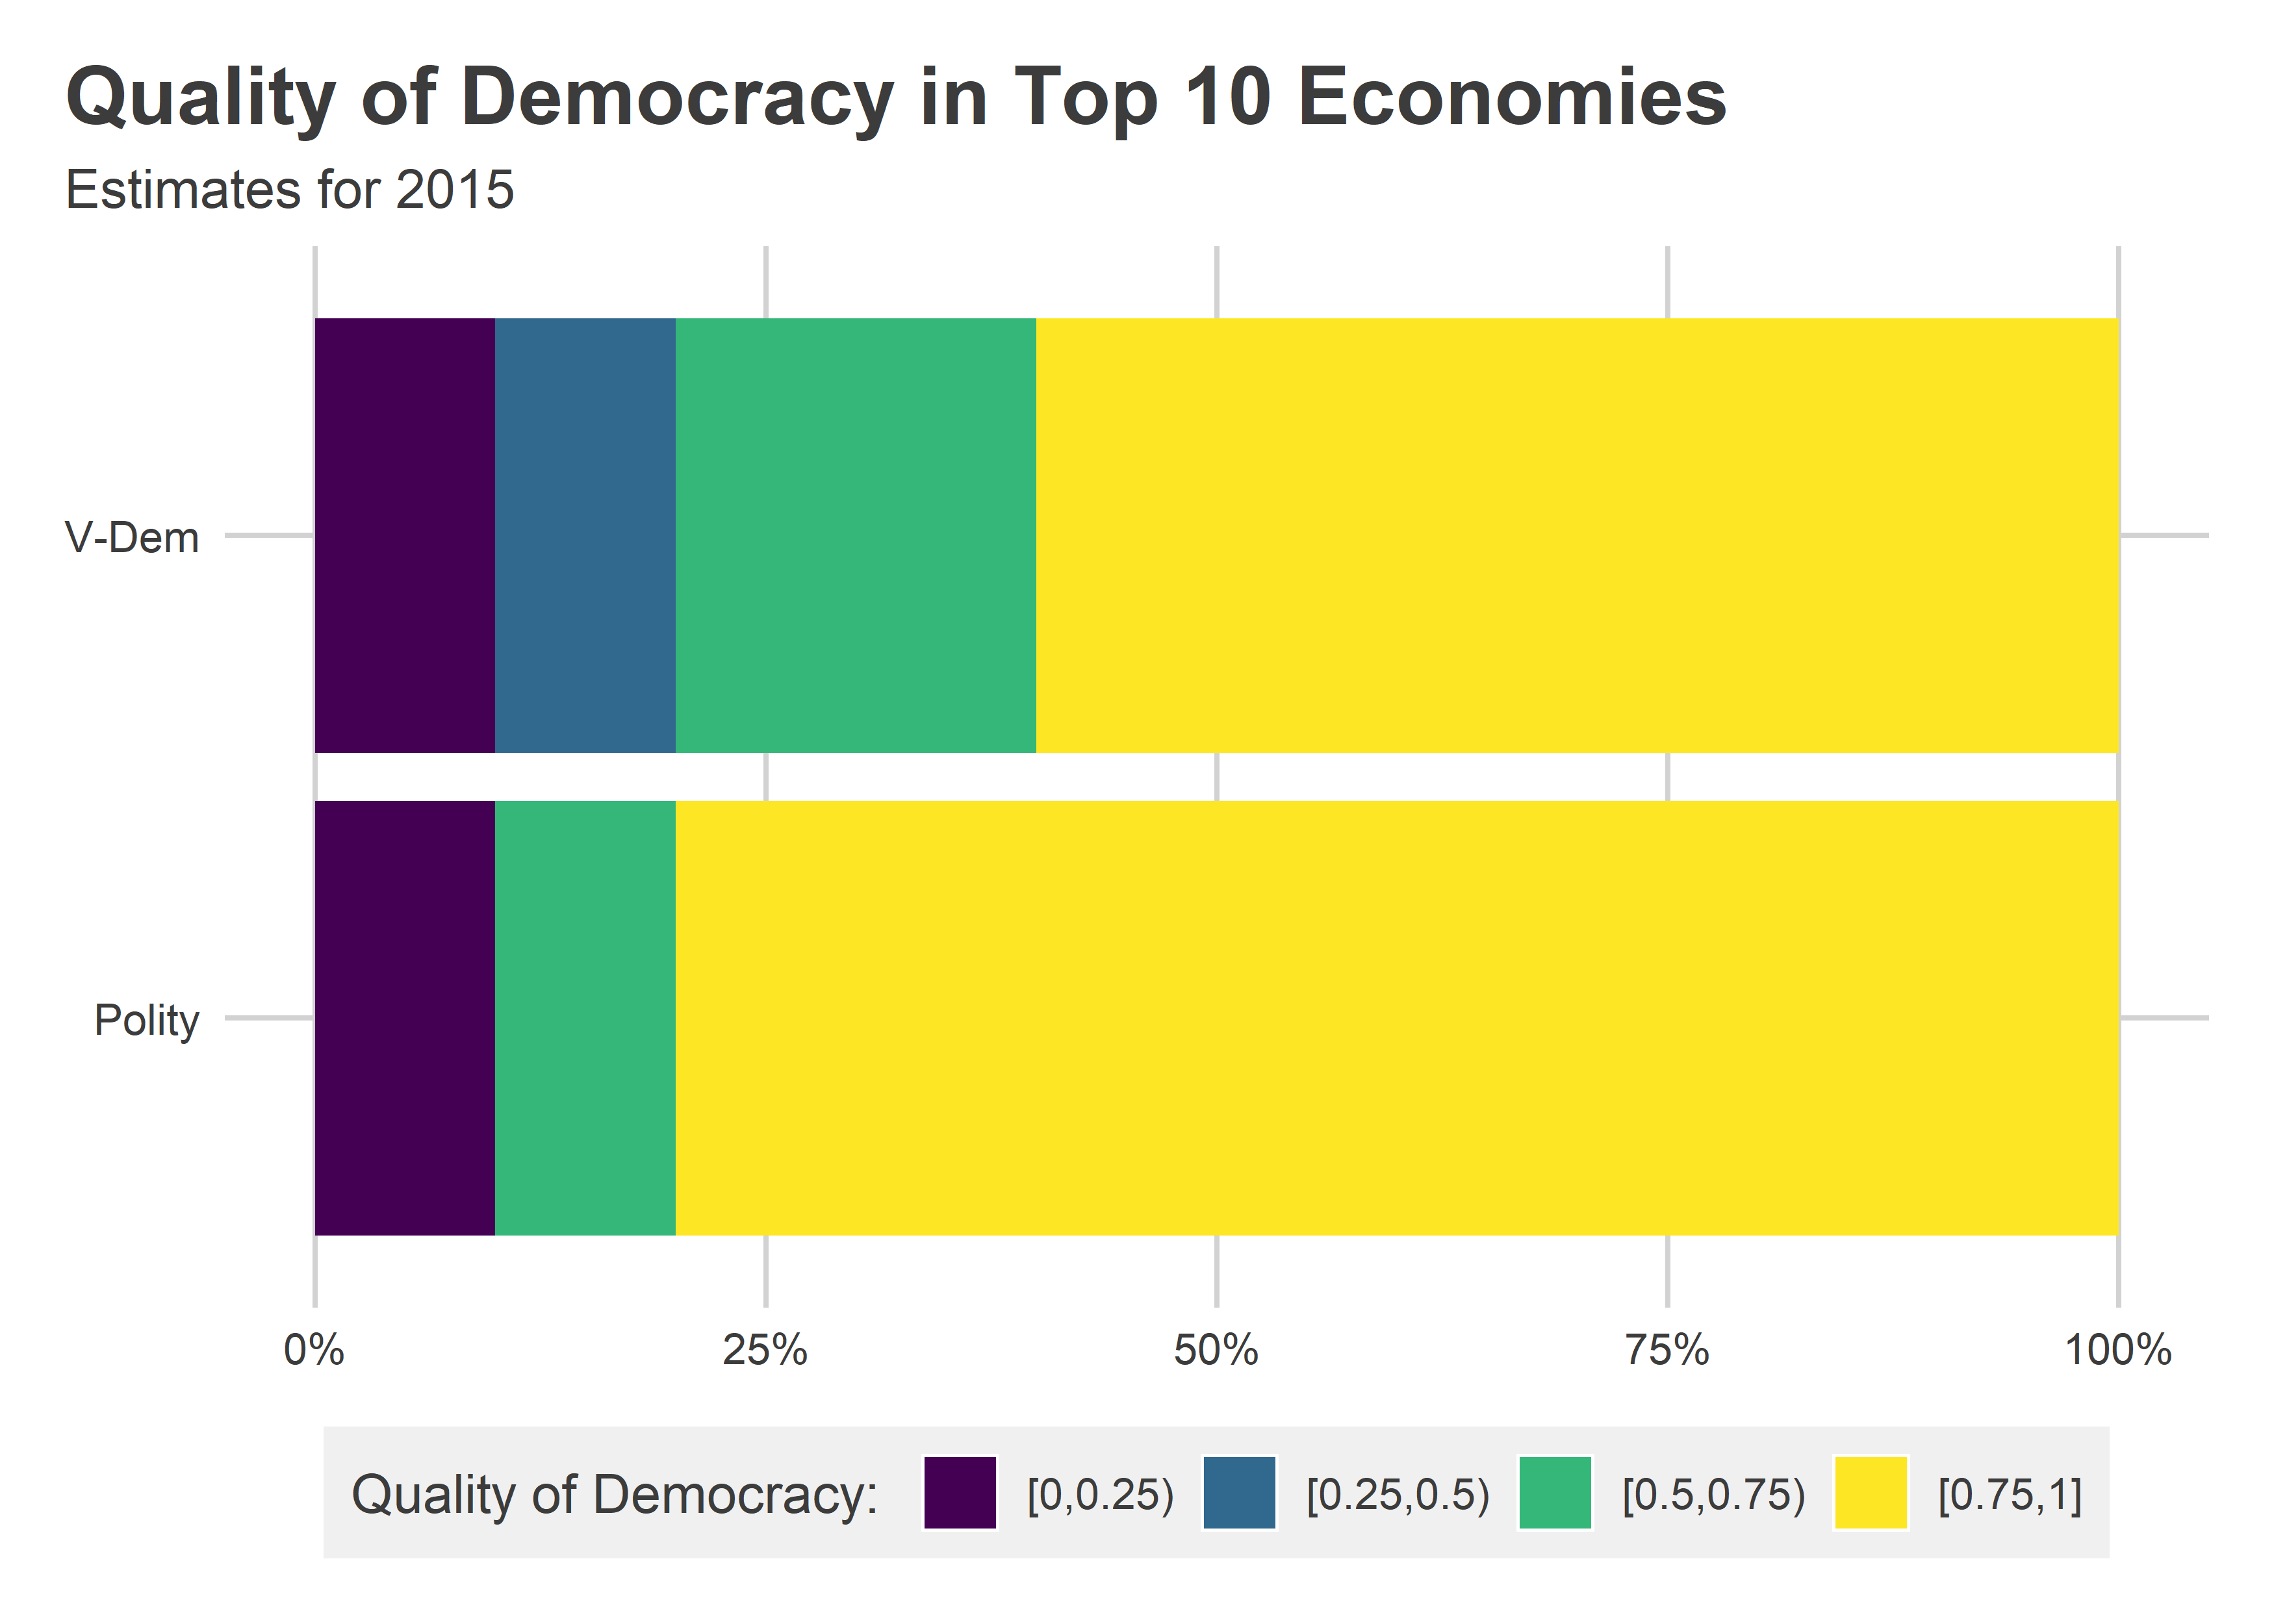 Quality of Democracy in Top 10 Economies
Estimates for 2015
V-Dem
Polity
0% 25% 50% 75% 100%
Quality of Democracy: [0,0.25) [0.25,0.5) [0.5,0.75) [0.75,1]